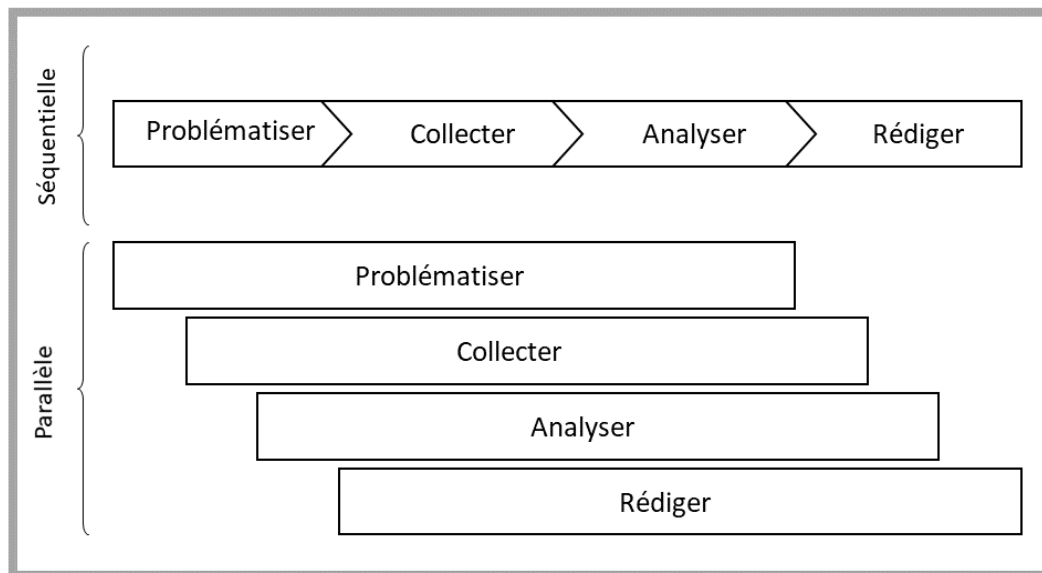 Séquentielle
Problématiser
Collecter
Analyser
Rédiger
Parallèle
Problématiser
Collecter
Analyser
Rédiger